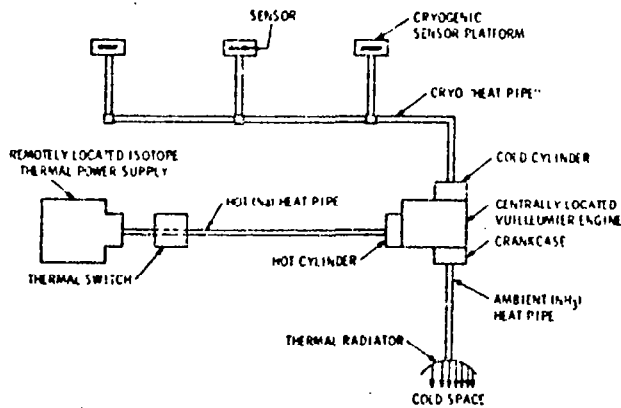 SENSOR
CRYOGENIC
SENSOR PLATFORM
CRYO "HEAT PIPE"
REMOTELY LOCATED ISOTOPE
THERMAL POWER SUPPLY
COLD CYLINDER
HOT (Na) HEAT PIPE
CENTRALLY LOCATED
VUILLEUMIER ENGINE
CRANKCASE
HOT CYLINDER
THERMAL SWITCH
AMBIENT (NH3)
HEAT PIPE
THERMAL RADIATOR
COLD SPACE